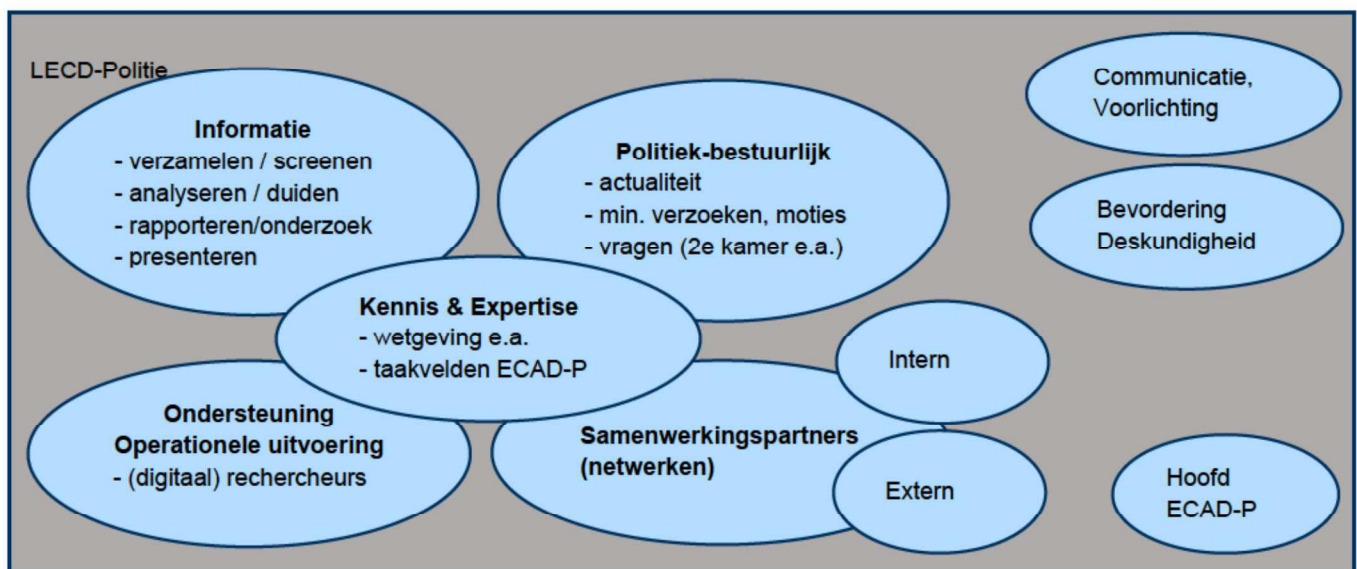 LECD-Politie
Informatie
- verzamelen / screenen
- analyseren / duiden
- rapporteren/onderzoek
- presenteren
Politiek-bestuurlijk
- actualiteit
- min. verzoeken, moties
- vragen (2e kamer e.a.)
Communicatie,
Voorlichting
Bevordering
Deskundigheid
Kennis & Expertise
- wetgeving e.a.
- taakvelden ECAD-P
Ondersteuning
Operationele uitvoering
- (digitaal) rechercheurs
Samenwerkingspartners
(netwerken)
Intern
Extern
Hoofd
ECAD-P